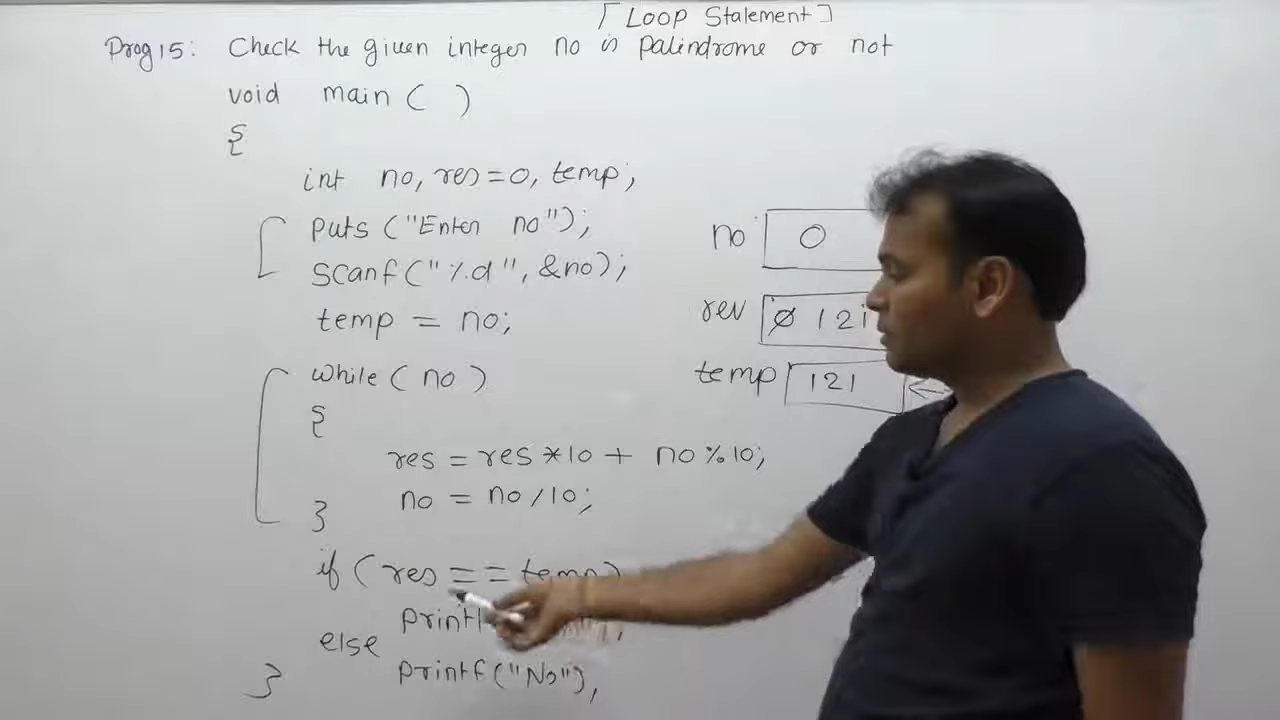 [Loop Statement]
Prog 15: Check the given integer no is palindrome or not
void main ( )
{
int no, res=0, temp;
puts ("Enter no");
scanf("%d", &no);
temp = no;
while ( no )
{
res = res *10 + no % 10;
no = no /10;
}
if ( res == temp)
else
printf ("No");
}
no 0
rev 0 121
temp 121